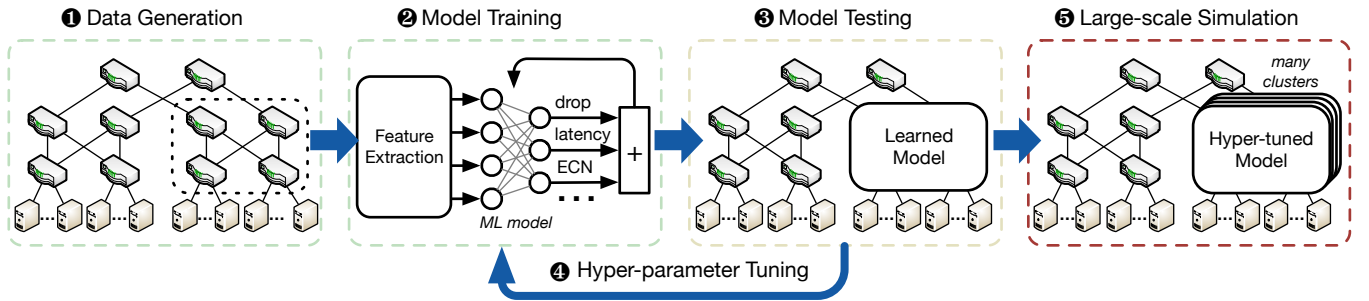 ❶ Data Generation
❷ Model Training
❸ Model Testing
❺ Large-scale Simulation
Feature
Extraction
drop
latency
ECN
+
ML model
Learned
Model
many
clusters
Hyper-tuned
Model
❹ Hyper-parameter Tuning